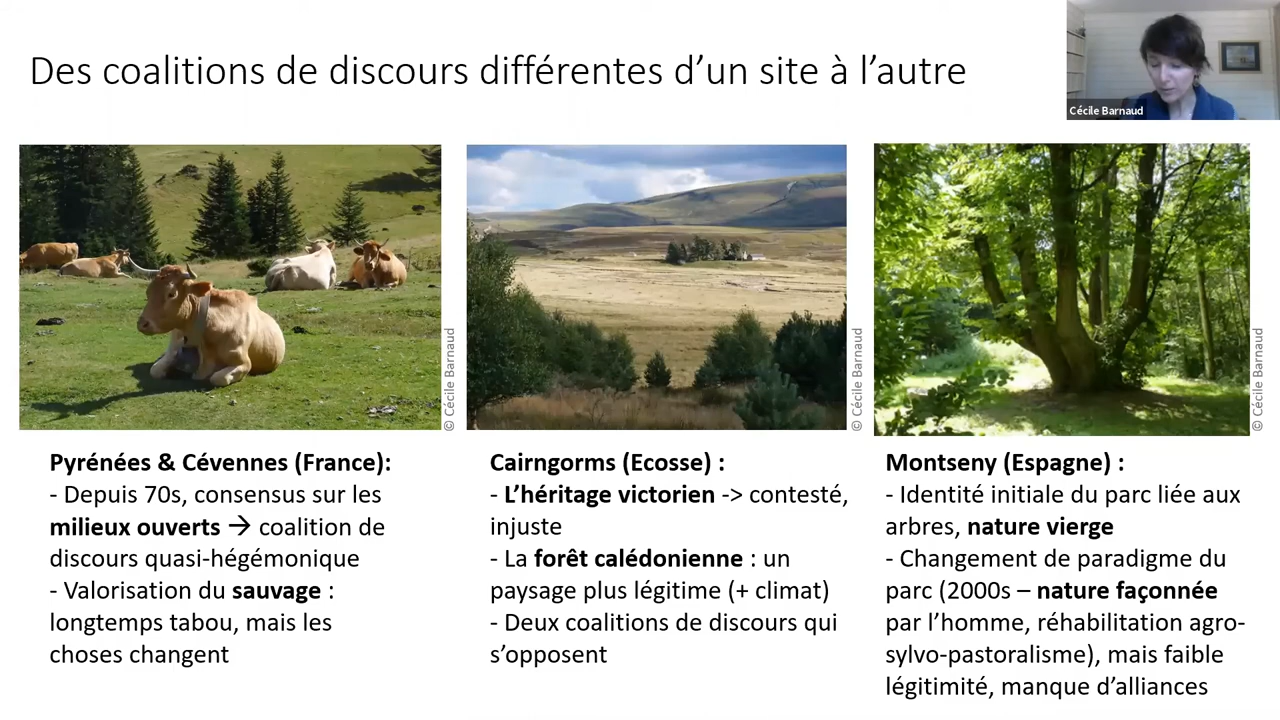 Des coalitions de discours différentes d’un site à l’autre
Cécile Barnaud
© Cécile Barnaud
© Cécile Barnaud
© Cécile Barnaud
Pyrénées & Cévennes (France):
- Depuis 70s, consensus sur les
milieux ouverts → coalition de
discours quasi-hégémonique
- Valorisation du sauvage :
longtemps tabou, mais les
choses changent
Cairngorms (Ecosse) :
- L’héritage victorien -> contesté,
injuste
- La forêt calédonienne : un
paysage plus légitime (+ climat)
- Deux coalitions de discours qui
s’opposent
Montseny (Espagne) :
- Identité initiale du parc liée aux
arbres, nature vierge
- Changement de paradigme du
parc (2000s – nature façonnée
par l’homme, réhabilitation agro-
sylvo-pastoralisme), mais faible
légitimité, manque d’alliances